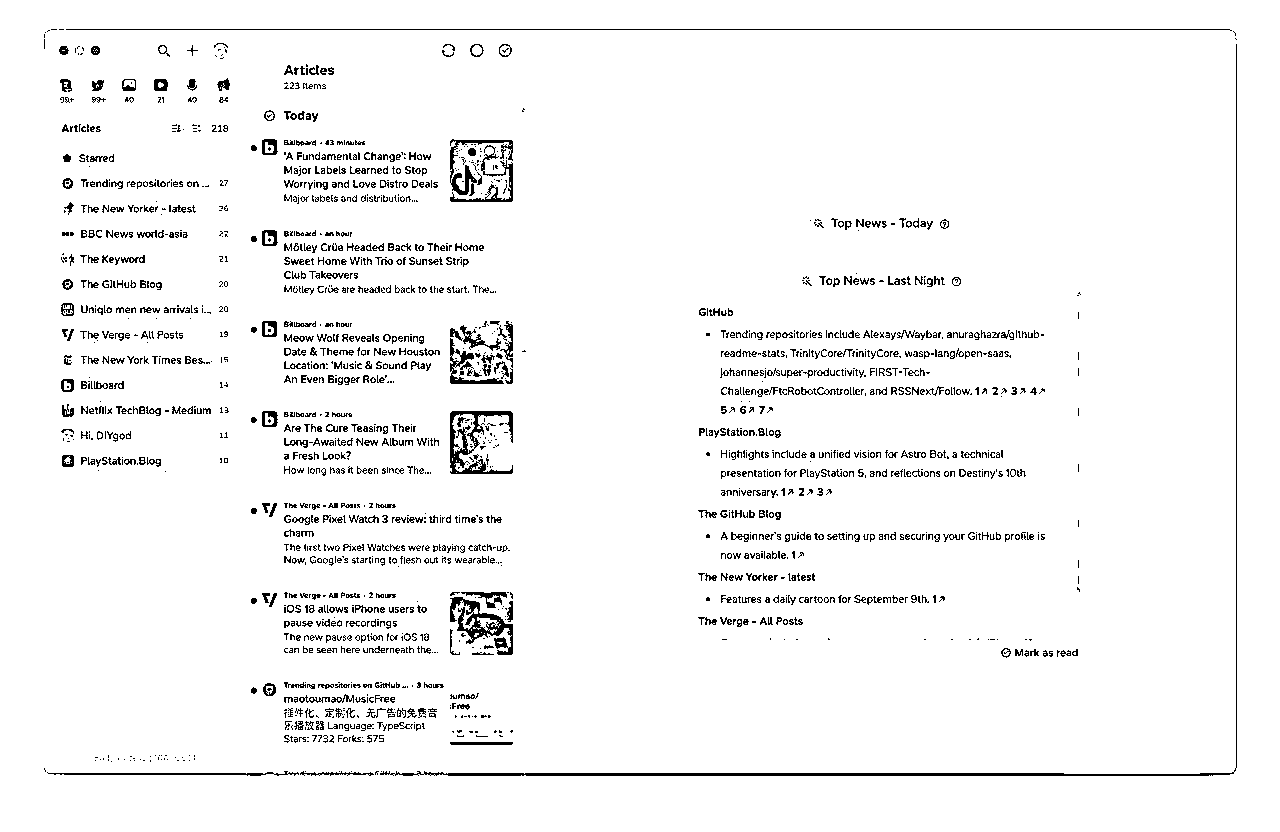 99+ 99+ 40 21 40 84
Articles 218
Starred
Trending repositories on ... 27
The New Yorker - latest 26
BBC News world-asia 22
The Keyword 21
The GitHub Blog 20
Uniqlo men new arrivals i... 20
The Verge - All Posts 19
The New York Times Bes... 15
Billboard 14
Netflix TechBlog - Medium 13
Hi, DIYgod 11
PlayStation.Blog 10
Articles
223 Items
Today
Billboard · 43 minutes
'A Fundamental Change': How
Major Labels Learned to Stop
Worrying and Love Distro Deals
Major labels and distribution...
Billboard · an hour
Mötley Crüe Headed Back to Their Home
Sweet Home With Trio of Sunset Strip
Club Takeovers
Mötley Crüe are headed back to the start. The...
Billboard · an hour
Meow Wolf Reveals Opening
Date & Theme for New Houston
Location: 'Music & Sound Play
An Even Bigger Role'...
Billboard · 2 hours
Are The Cure Teasing Their
Long-Awaited New Album With
a Fresh Look?
How long has it been since The...
The Verge - All Posts · 2 hours
Google Pixel Watch 3 review: third time's the
charm
The first two Pixel Watches were playing catch-up.
Now, Google's starting to flesh out its wearable...
The Verge - All Posts · 2 hours
iOS 18 allows iPhone users to
pause video recordings
The new pause option for iOS 18
can be seen here underneath the...
Trending repositories on GitHub ... · 3 hours
maotoumao/MusicFree
插件化、定制化、无广告的免费音
乐播放器 Language: TypeScript
Stars: 7732 Forks: 575
umao/
Free
Top News - Today
Top News - Last Night
GitHub
• Trending repositories include Alexays/Waybar, anuraghazra/github-
readme-stats, TrinityCore/TrinityCore, wasp-lang/open-saas,
johannesjo/super-productivity, FIRST-Tech-
Challenge/FtcRobotController, and RSSNext/Follow. 1↗ 2↗ 3↗ 4↗
5↗ 6↗ 7↗
PlayStation.Blog
• Highlights include a unified vision for Astro Bot, a technical
presentation for PlayStation 5, and reflections on Destiny's 10th
anniversary. 1↗ 2↗ 3↗
The GitHub Blog
• A beginner's guide to setting up and securing your GitHub profile is
now available. 1↗
The New Yorker - latest
• Features a daily cartoon for September 9th. 1↗
The Verge - All Posts
Mark as read